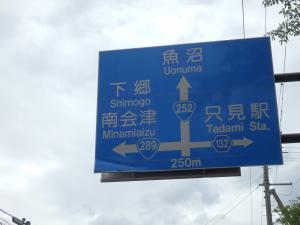 魚沼
Uonuma
下郷
Shimogo
南会津
Minamiaizu
252
只見駅
Tadami Sta.
289
132
250m